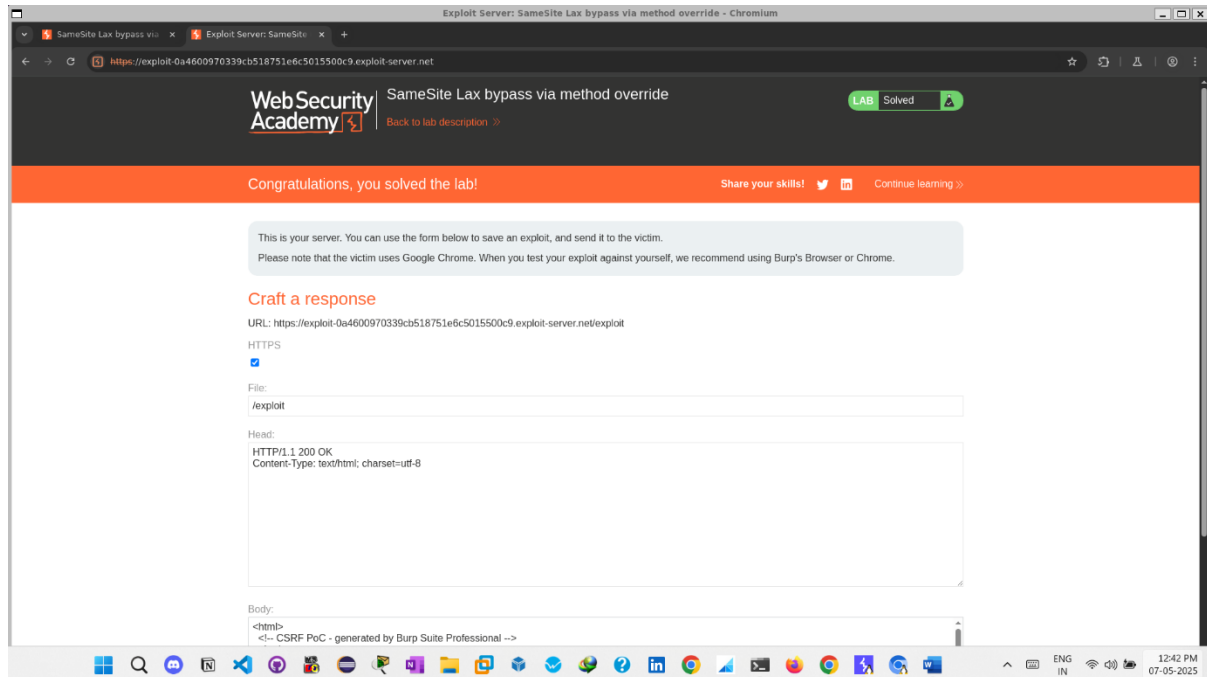 Exploit Server: SameSite Lax bypass via method override - Chromium
SameSite Lax bypass via
Exploit Server: SameSite
https://exploit-0a4600970339cb518751e6c5015500c9.exploit-server.net
WebSecurity
Academy
SameSite Lax bypass via method override
Back to lab description
LAB Solved
Congratulations, you solved the lab!
Share your skills!
Continue learning
This is your server. You can use the form below to save an exploit, and send it to the victim.
Please note that the victim uses Google Chrome. When you test your exploit against yourself, we recommend using Burp's Browser or Chrome.
Craft a response
URL: https://exploit-0a4600970339cb518751e6c5015500c9.exploit-server.net/exploit
HTTPS
File:
/exploit
Head:
HTTP/1.1 200 OK
Content-Type: text/html; charset=utf-8
Body:
<html>
<!-- CSRF PoC - generated by Burp Suite Professional -->
ENG
IN
12:42 PM
07-05-2025